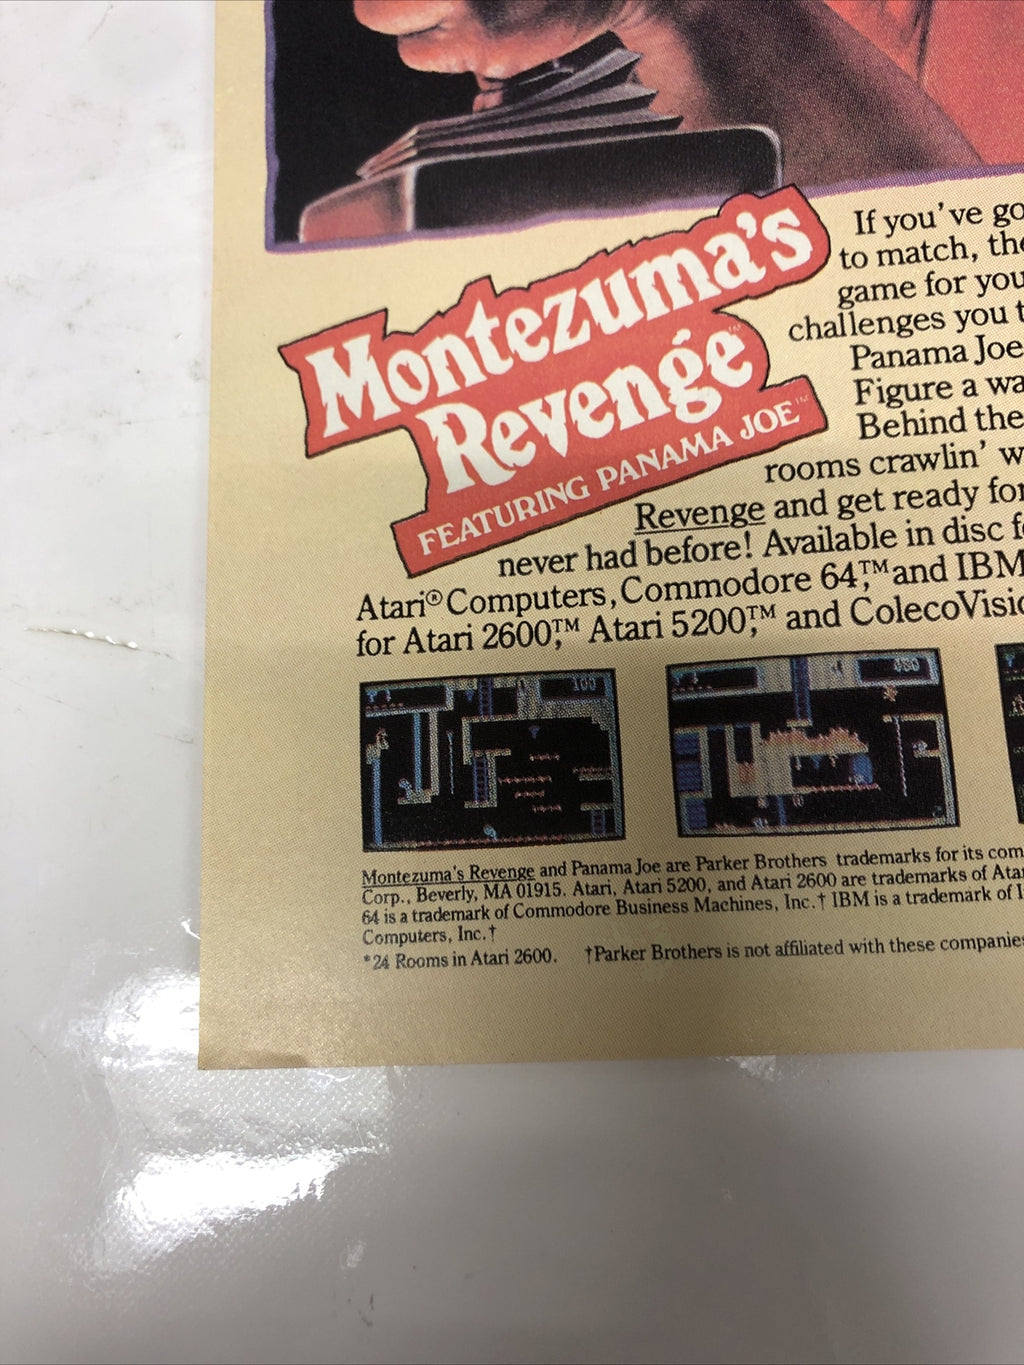 Montezuma's
Revenge™
FEATURING PANAMA JOE™
If you've go
to match, the
game for you
challenges you t
Panama Joe
Figure a wa
Behind the
rooms crawlin' w
Revenge and get ready for
never had before! Available in disc f
Atari® Computers, Commodore 64,™ and IBM
for Atari 2600,™ Atari 5200,™ and ColecoVisio
100
400
Montezuma's Revenge and Panama Joe are Parker Brothers trademarks for its com
Corp., Beverly, MA 01915. Atari, Atari 5200, and Atari 2600 are trademarks of Atar
64 is a trademark of Commodore Business Machines, Inc.† IBM is a trademark of I
Computers, Inc.†
*24 Rooms in Atari 2600. †Parker Brothers is not affiliated with these companies